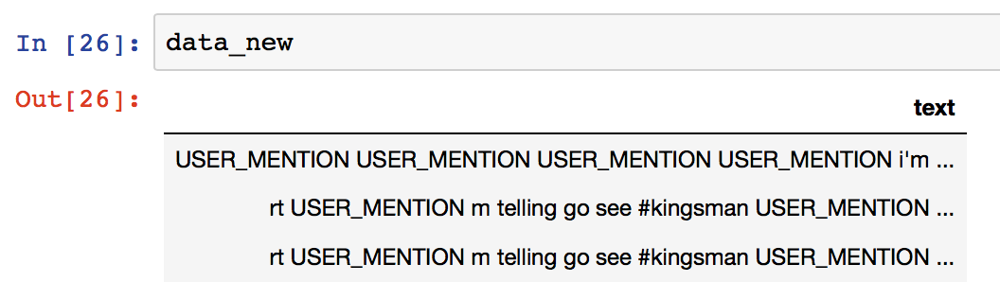 In [26]: data_new
Out[26]:
text
USER_MENTION USER_MENTION USER_MENTION USER_MENTION i'm ...
rt USER_MENTION m telling go see #kingsman USER_MENTION ...
rt USER_MENTION m telling go see #kingsman USER_MENTION ...